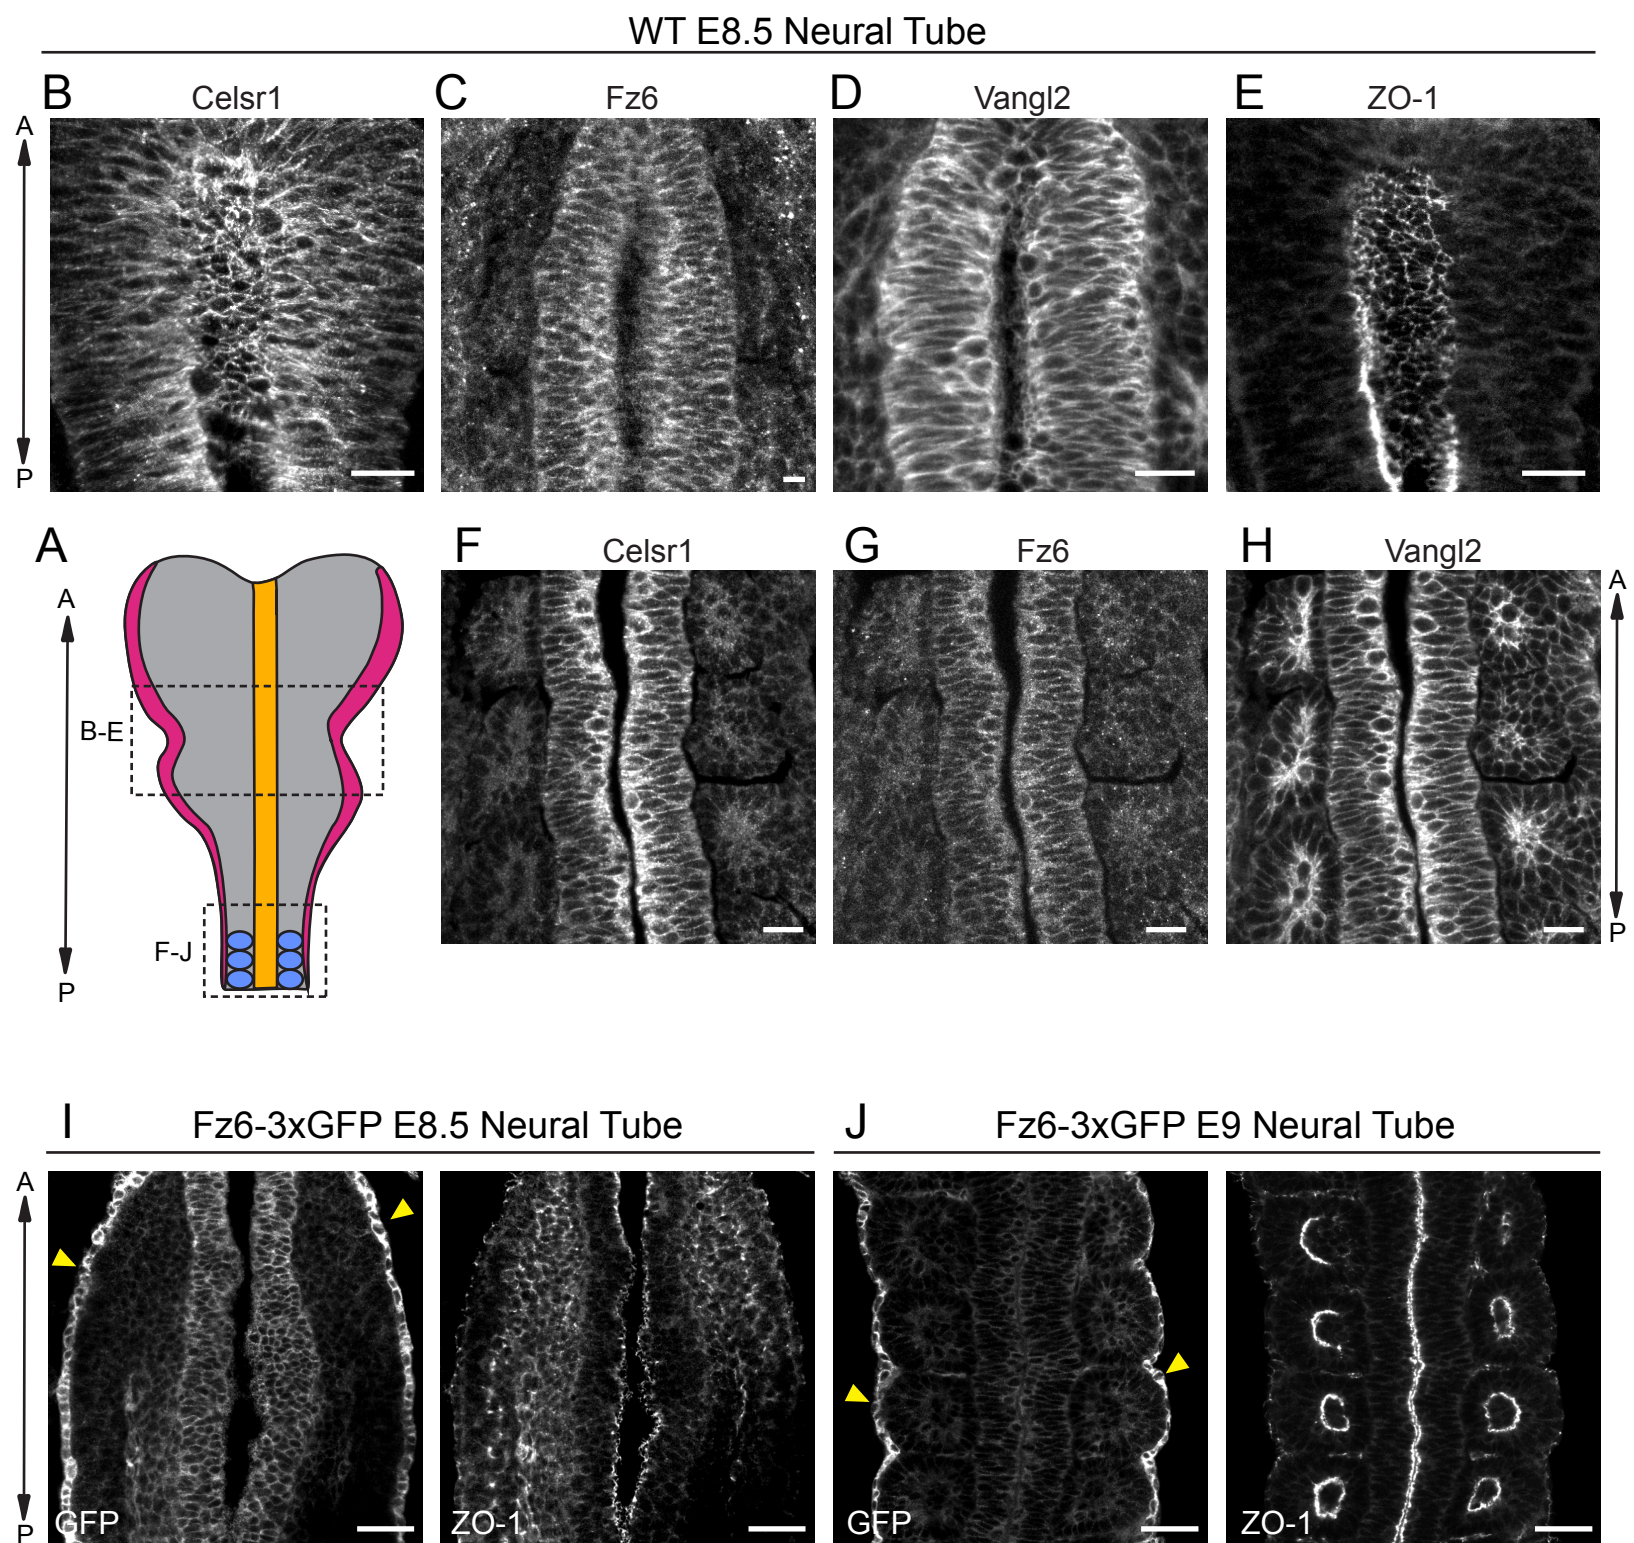 WT E8.5 Neural Tube
B Celsr1
C Fz6
D Vangl2
E ZO-1
A
P
A
A
P
B-E
F-J
F Celsr1
G Fz6
H Vangl2
A
P
I Fz6-3xGFP E8.5 Neural Tube
J Fz6-3xGFP E9 Neural Tube
A
P
GFP
ZO-1
GFP
ZO-1